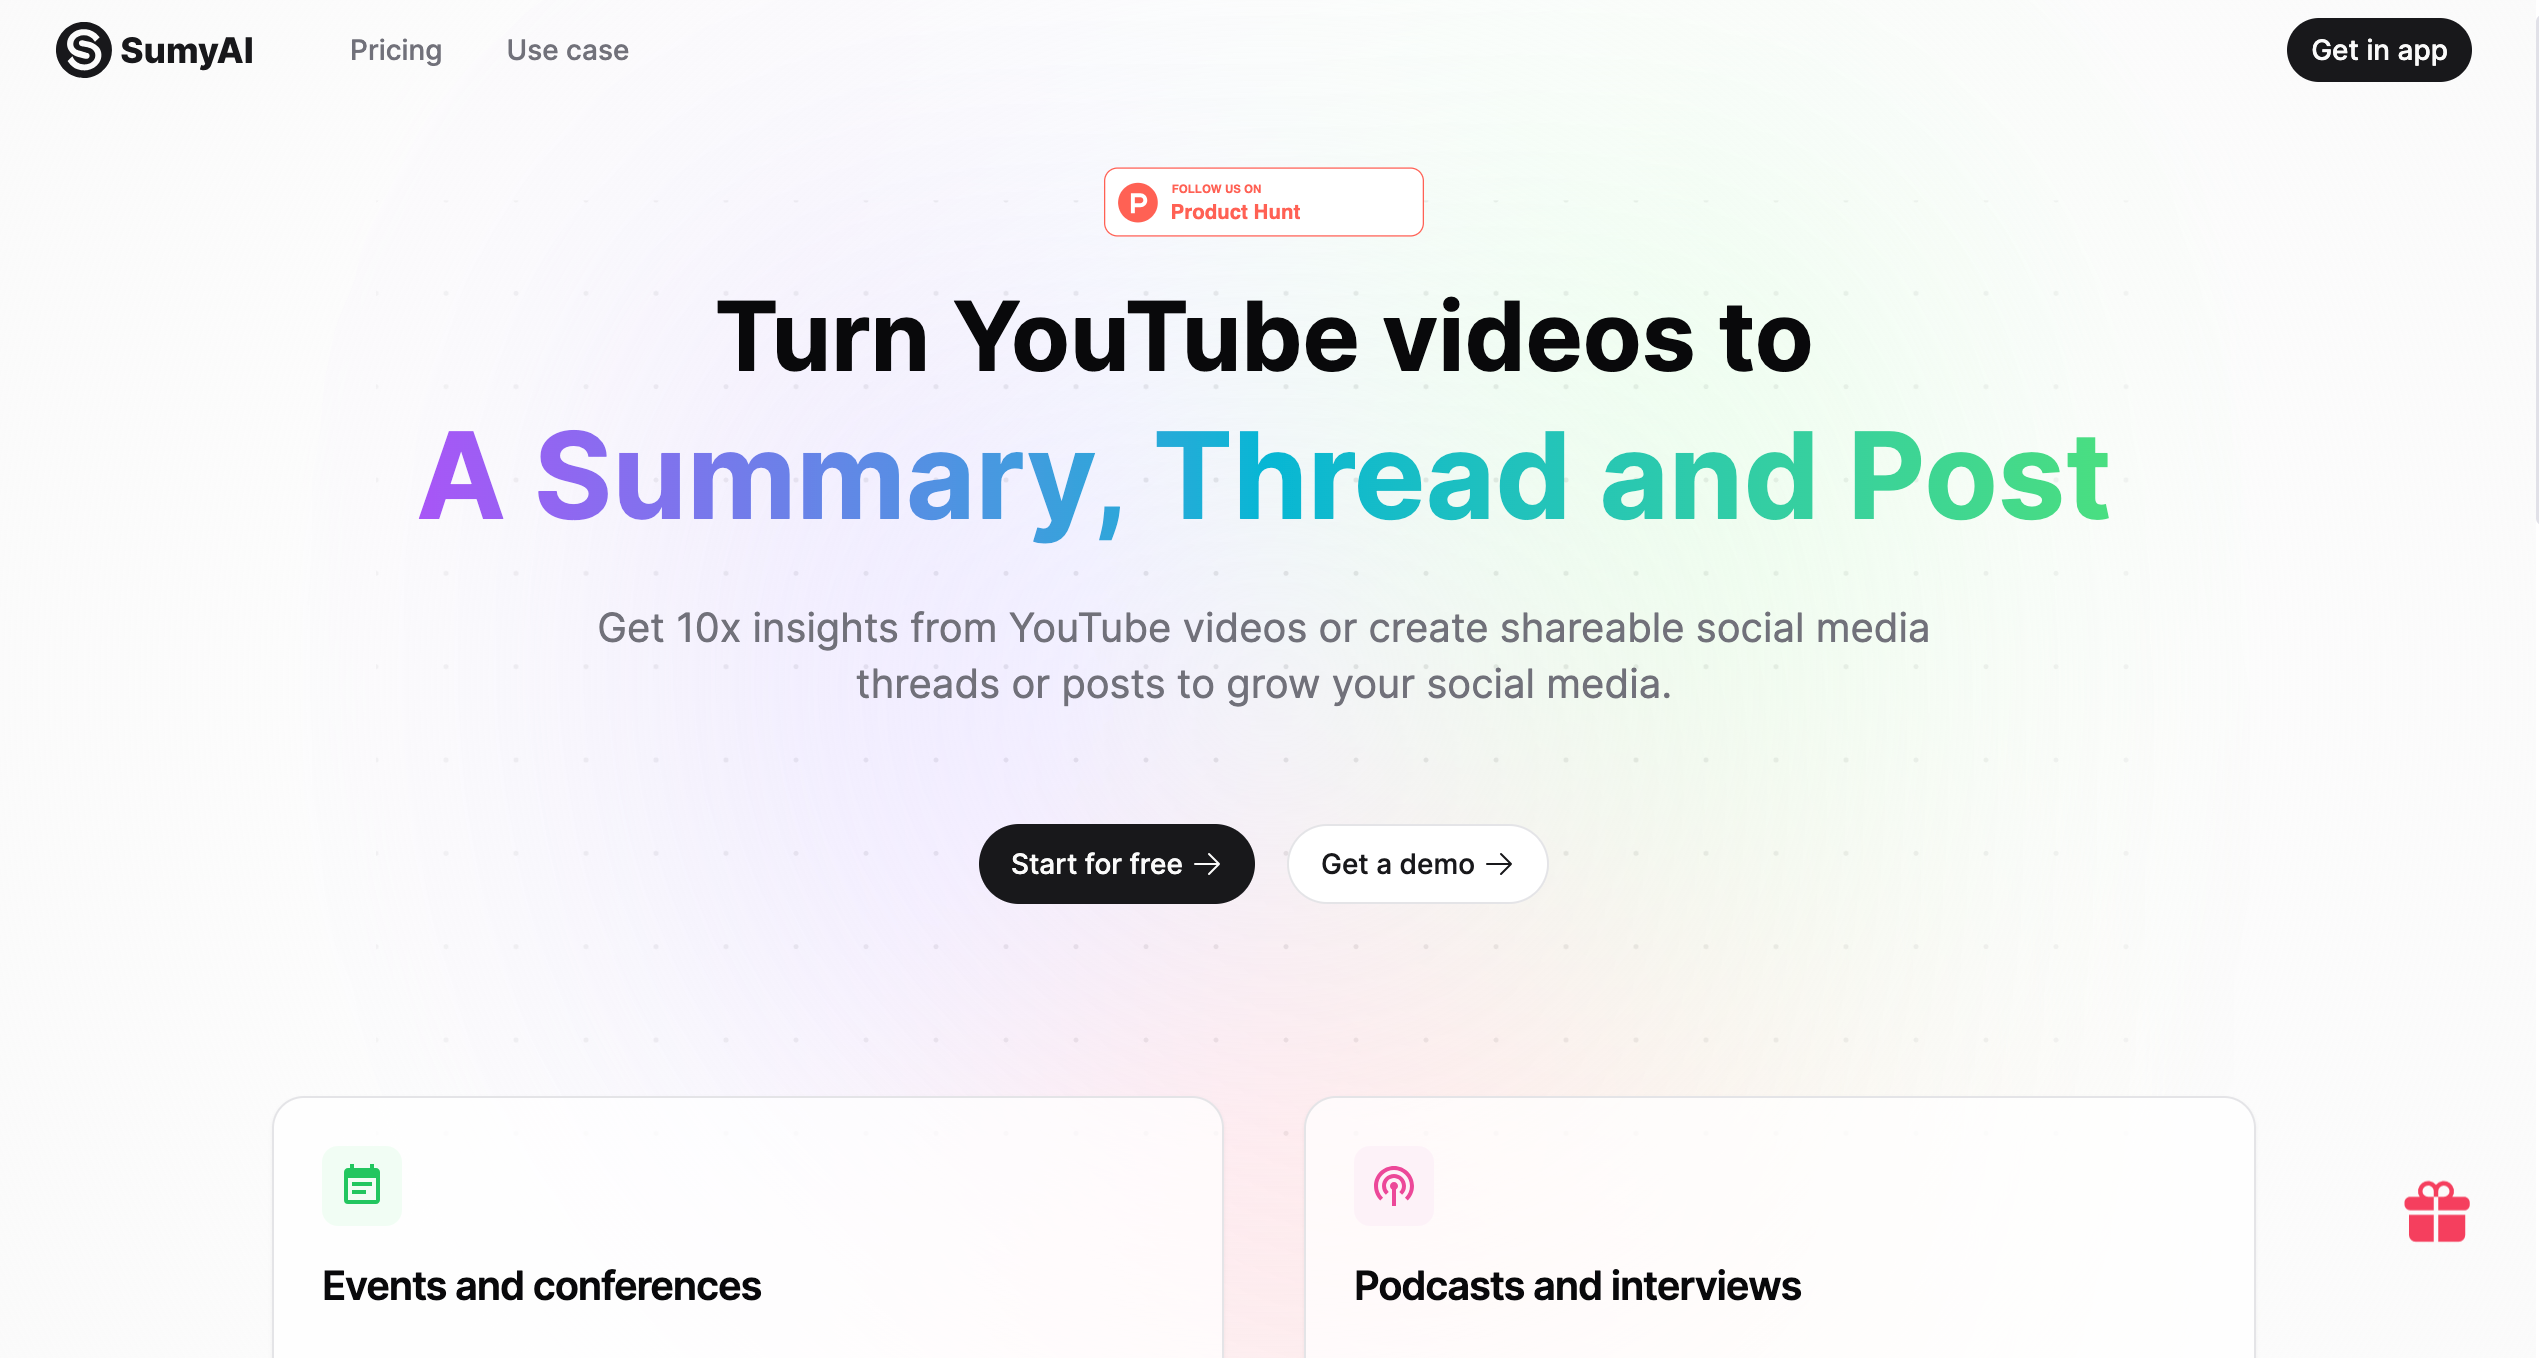 SumyAI
Pricing
Use case
Get in app
FOLLOW US ON
Product Hunt
Turn YouTube videos to
A Summary, Thread and Post
Get 10x insights from YouTube videos or create shareable social media
threads or posts to grow your social media.
Start for free →
Get a demo →
Events and conferences
Podcasts and interviews